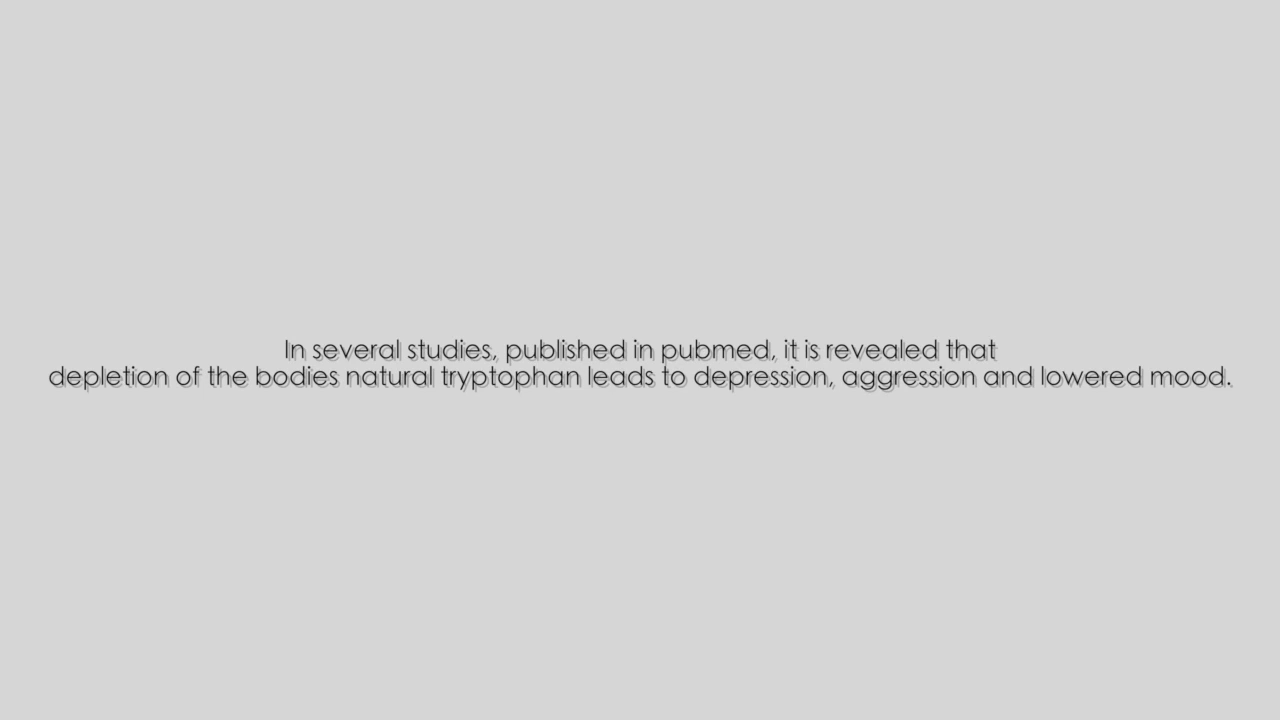 In several studies, published in pubmed, it is revealed that
depletion of the bodies natural tryptophan leads to depression, aggression and lowered mood.